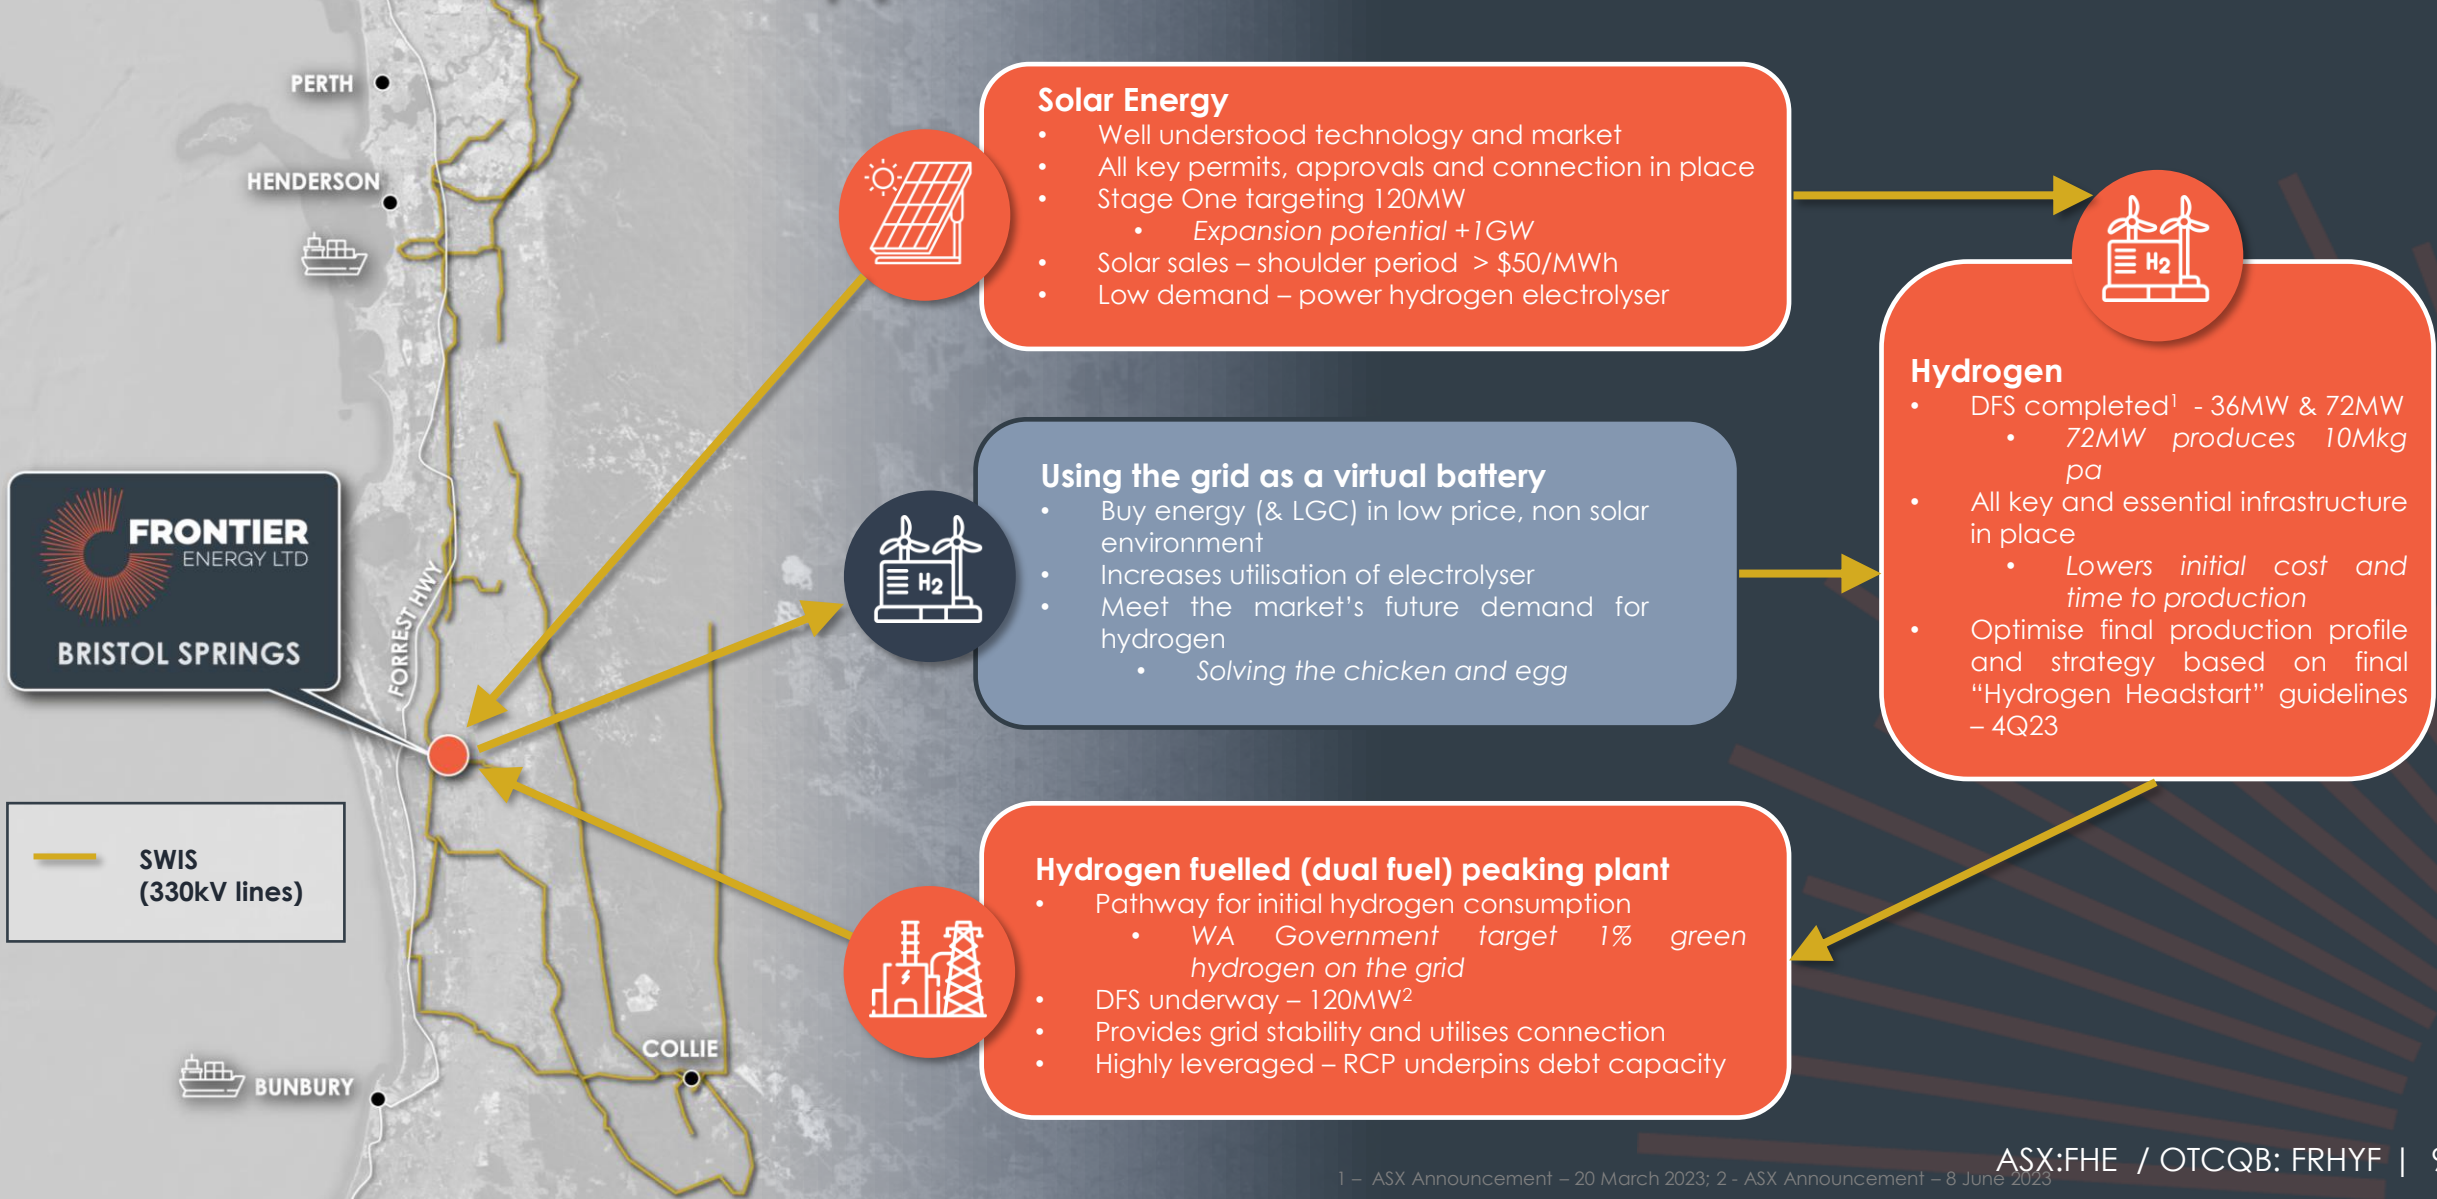 PERTH
HENDERSON
FRONTIER
ENERGY LTD
BRISTOL SPRINGS
FORREST HWY
SWIS
(330kV lines)
COLLIE
BUNBURY
Solar Energy
• Well understood technology and market
• All key permits, approvals and connection in place
• Stage One targeting 120MW
• Expansion potential +1GW
• Solar sales – shoulder period > $50/MWh
• Low demand – power hydrogen electrolyser
Using the grid as a virtual battery
• Buy energy (& LGC) in low price, non solar
environment
• Increases utilisation of electrolyser
• Meet the market’s future demand for
hydrogen
• Solving the chicken and egg
H2
Hydrogen fuelled (dual fuel) peaking plant
• Pathway for initial hydrogen consumption
• WA Government target 1% green
hydrogen on the grid
• DFS underway – 120MW²
• Provides grid stability and utilises connection
• Highly leveraged – RCP underpins debt capacity
H2
Hydrogen
• DFS completed¹ - 36MW & 72MW
• 72MW produces 10Mkg
pa
• All key and essential infrastructure
in place
• Lowers initial cost and
time to production
• Optimise final production profile
and strategy based on final
“Hydrogen Headstart” guidelines
– 4Q23
ASX:FHE / OTCQB: FRHYF |
1 – ASX Announcement – 20 March 2023; 2 - ASX Announcement – 8 June 2023